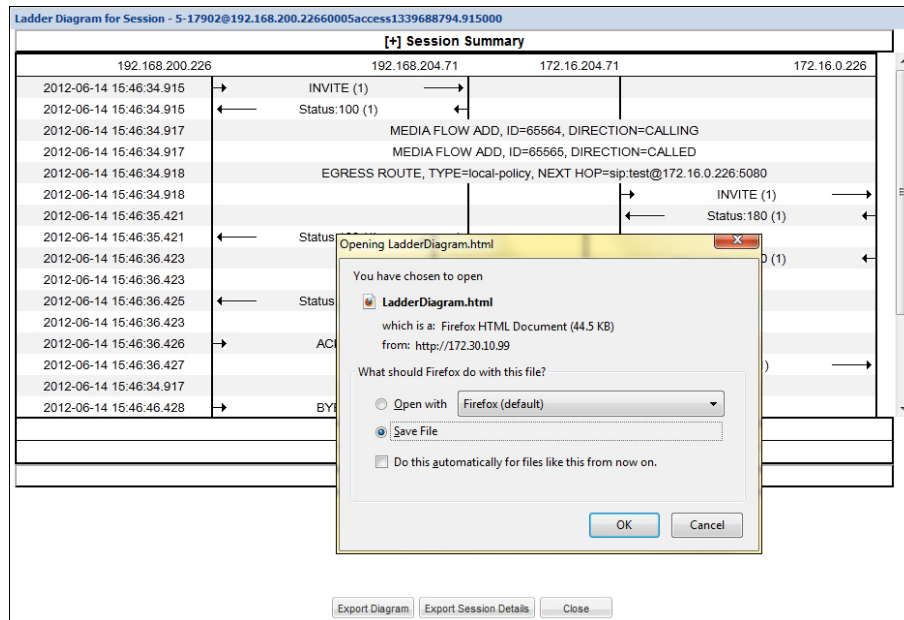 Ladder Diagram for Session - 5-17902@192.168.200.22660005access1339688794.915000
[+] Session Summary
192.168.200.226 192.168.204.71 172.16.204.71 172.16.0.226
2012-06-14 15:46:34.915 INVITE (1)
2012-06-14 15:46:34.915 Status:100 (1)
2012-06-14 15:46:34.917 MEDIA FLOW ADD, ID=65564, DIRECTION=CALLING
2012-06-14 15:46:34.917 MEDIA FLOW ADD, ID=65565, DIRECTION=CALLED
2012-06-14 15:46:34.918 EGRESS ROUTE, TYPE=local-policy, NEXT HOP=sip:test@172.16.0.226:5080
2012-06-14 15:46:34.918 INVITE (1)
2012-06-14 15:46:35.421 Status:180 (1)
2012-06-14 15:46:35.421 Status
2012-06-14 15:46:36.423 (1)
2012-06-14 15:46:36.423
2012-06-14 15:46:36.425 Status
2012-06-14 15:46:36.423
2012-06-14 15:46:36.426
2012-06-14 15:46:36.427
2012-06-14 15:46:34.917
2012-06-14 15:46:46.428
Opening LadderDiagram.html
You have chosen to open
LadderDiagram.html
which is a: Firefox HTML Document (44.5 KB)
from: http://172.30.10.99
What should Firefox do with this file?
Open with Firefox (default)
Save File
Do this automatically for files like this from now on.
OK Cancel
Export Diagram Export Session Details Close